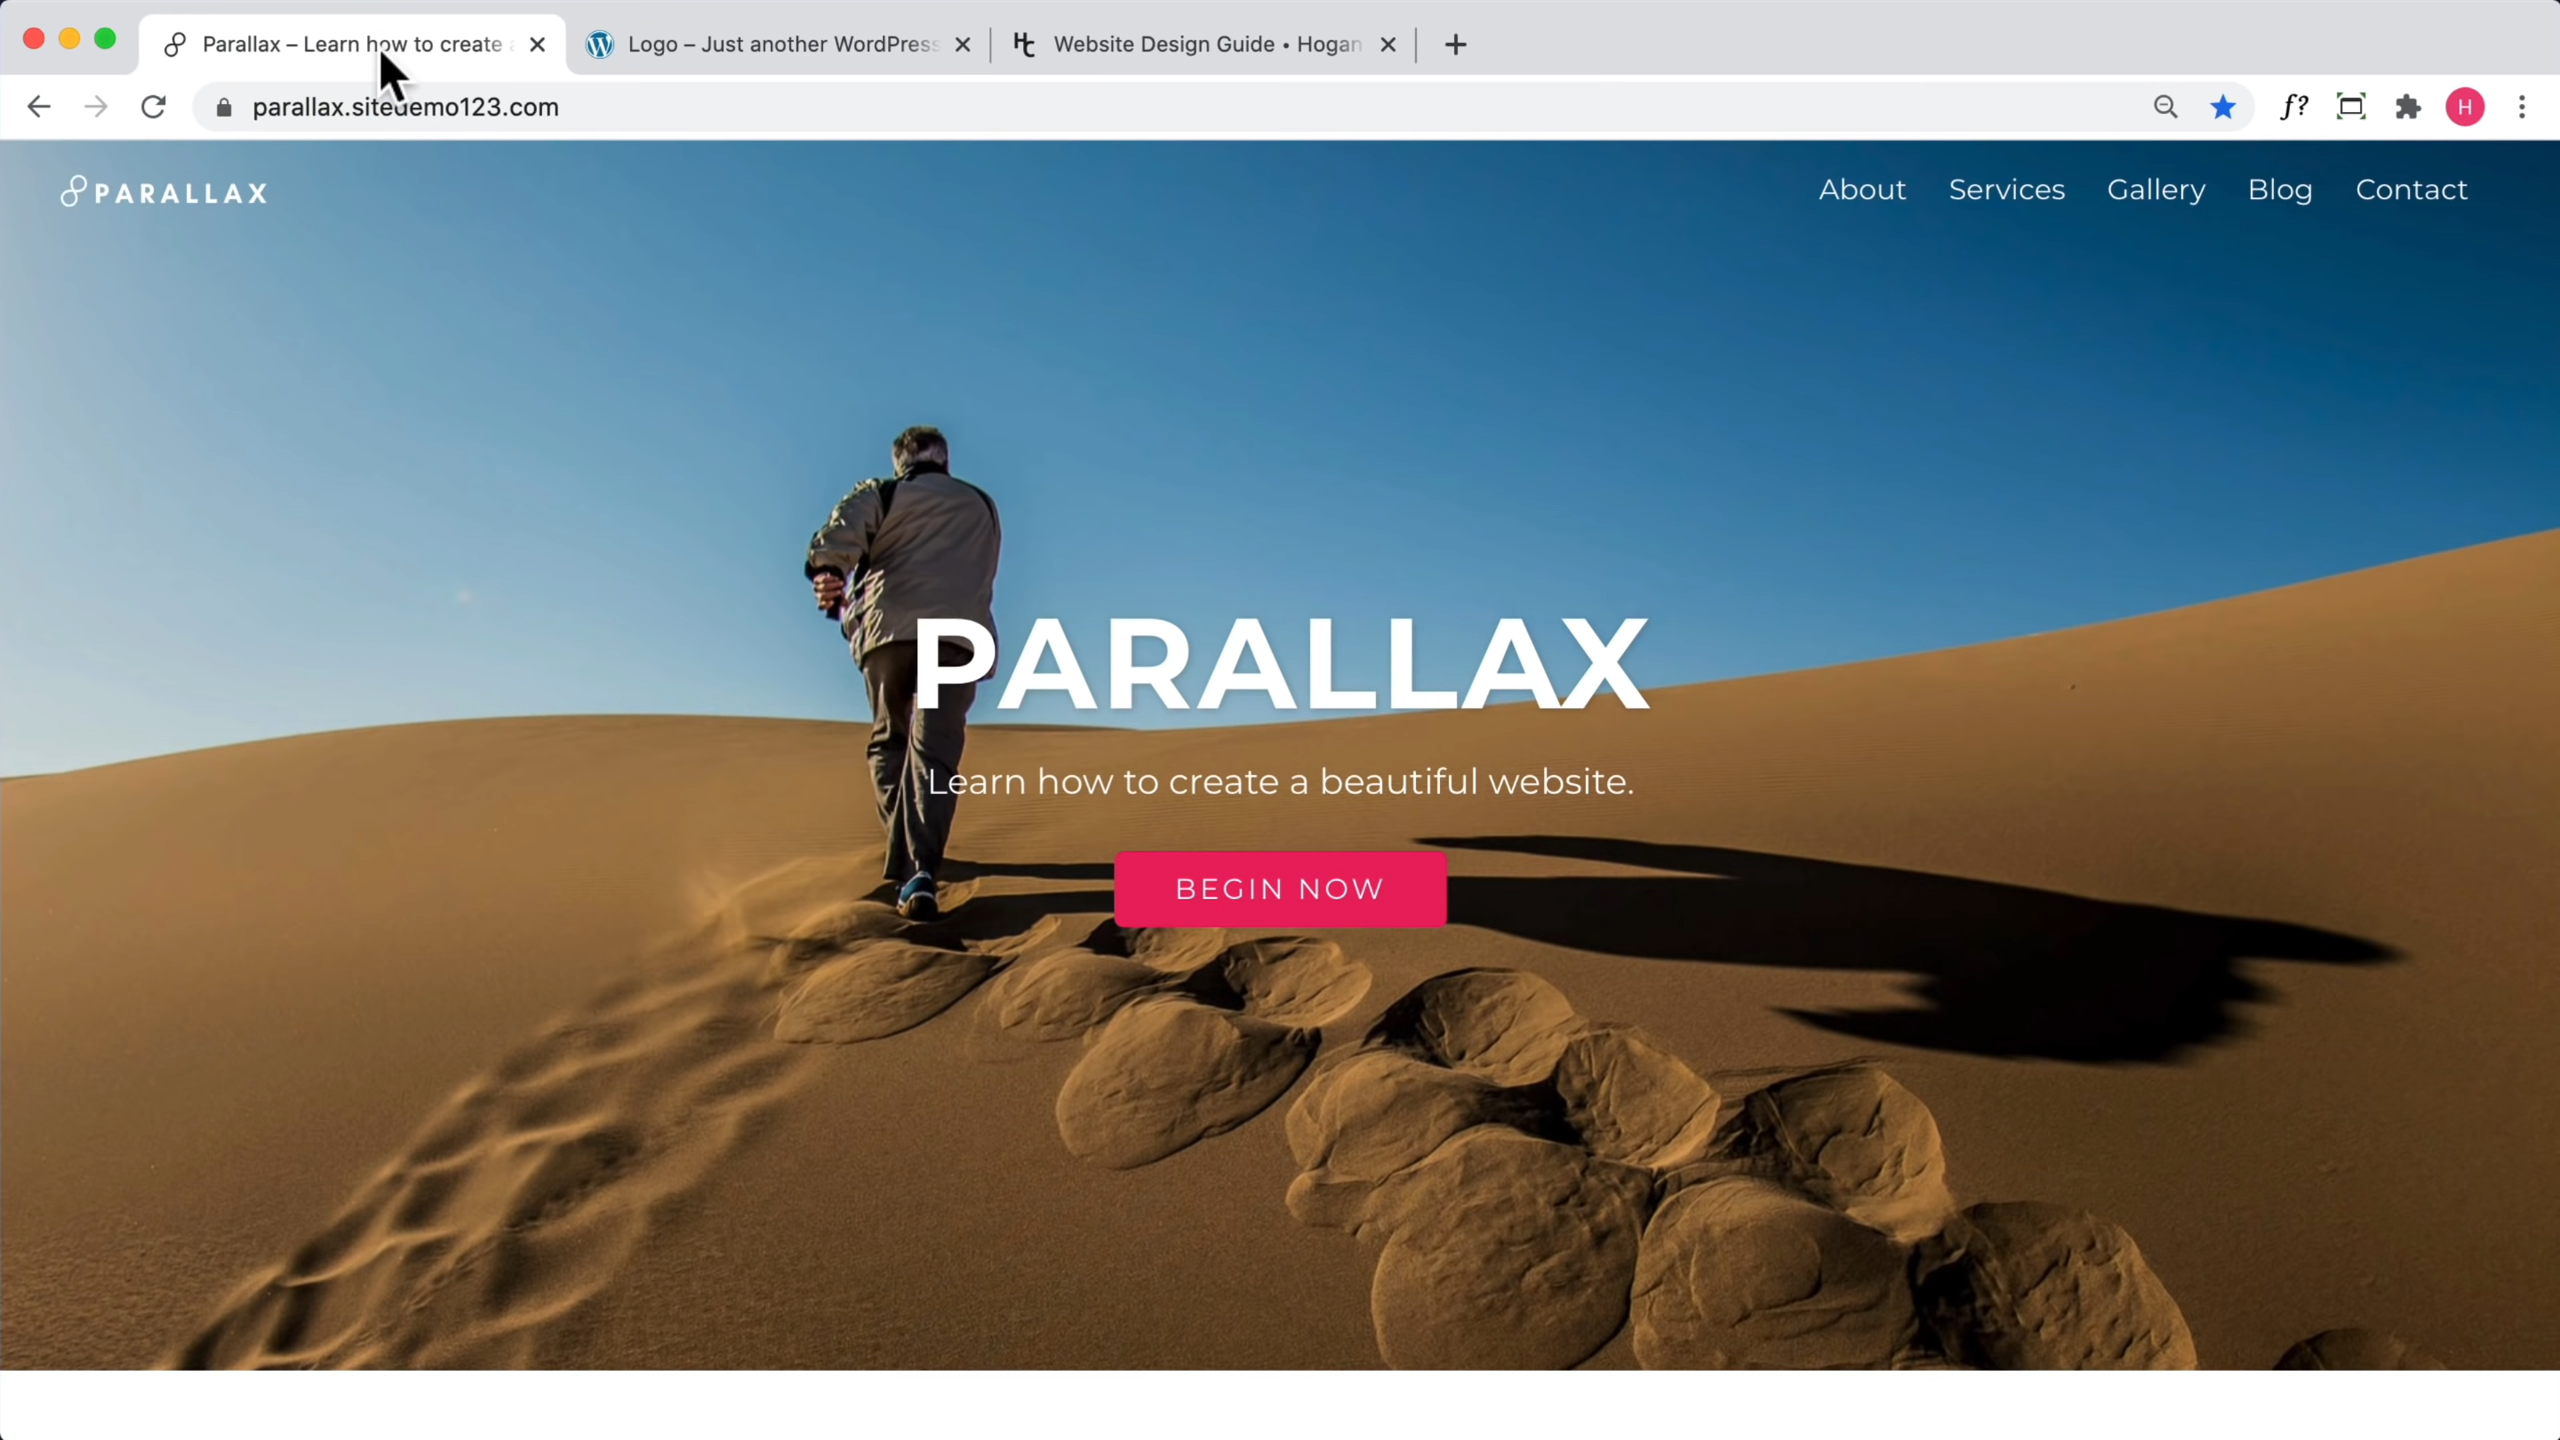 Parallax – Learn how to create
Logo – Just another WordPress
Website Design Guide • Hogan
parallax.sitedemo123.com
f?
H
PARALLAX
About Services Gallery Blog Contact
PARALLAX
Learn how to create a beautiful website.
BEGIN NOW